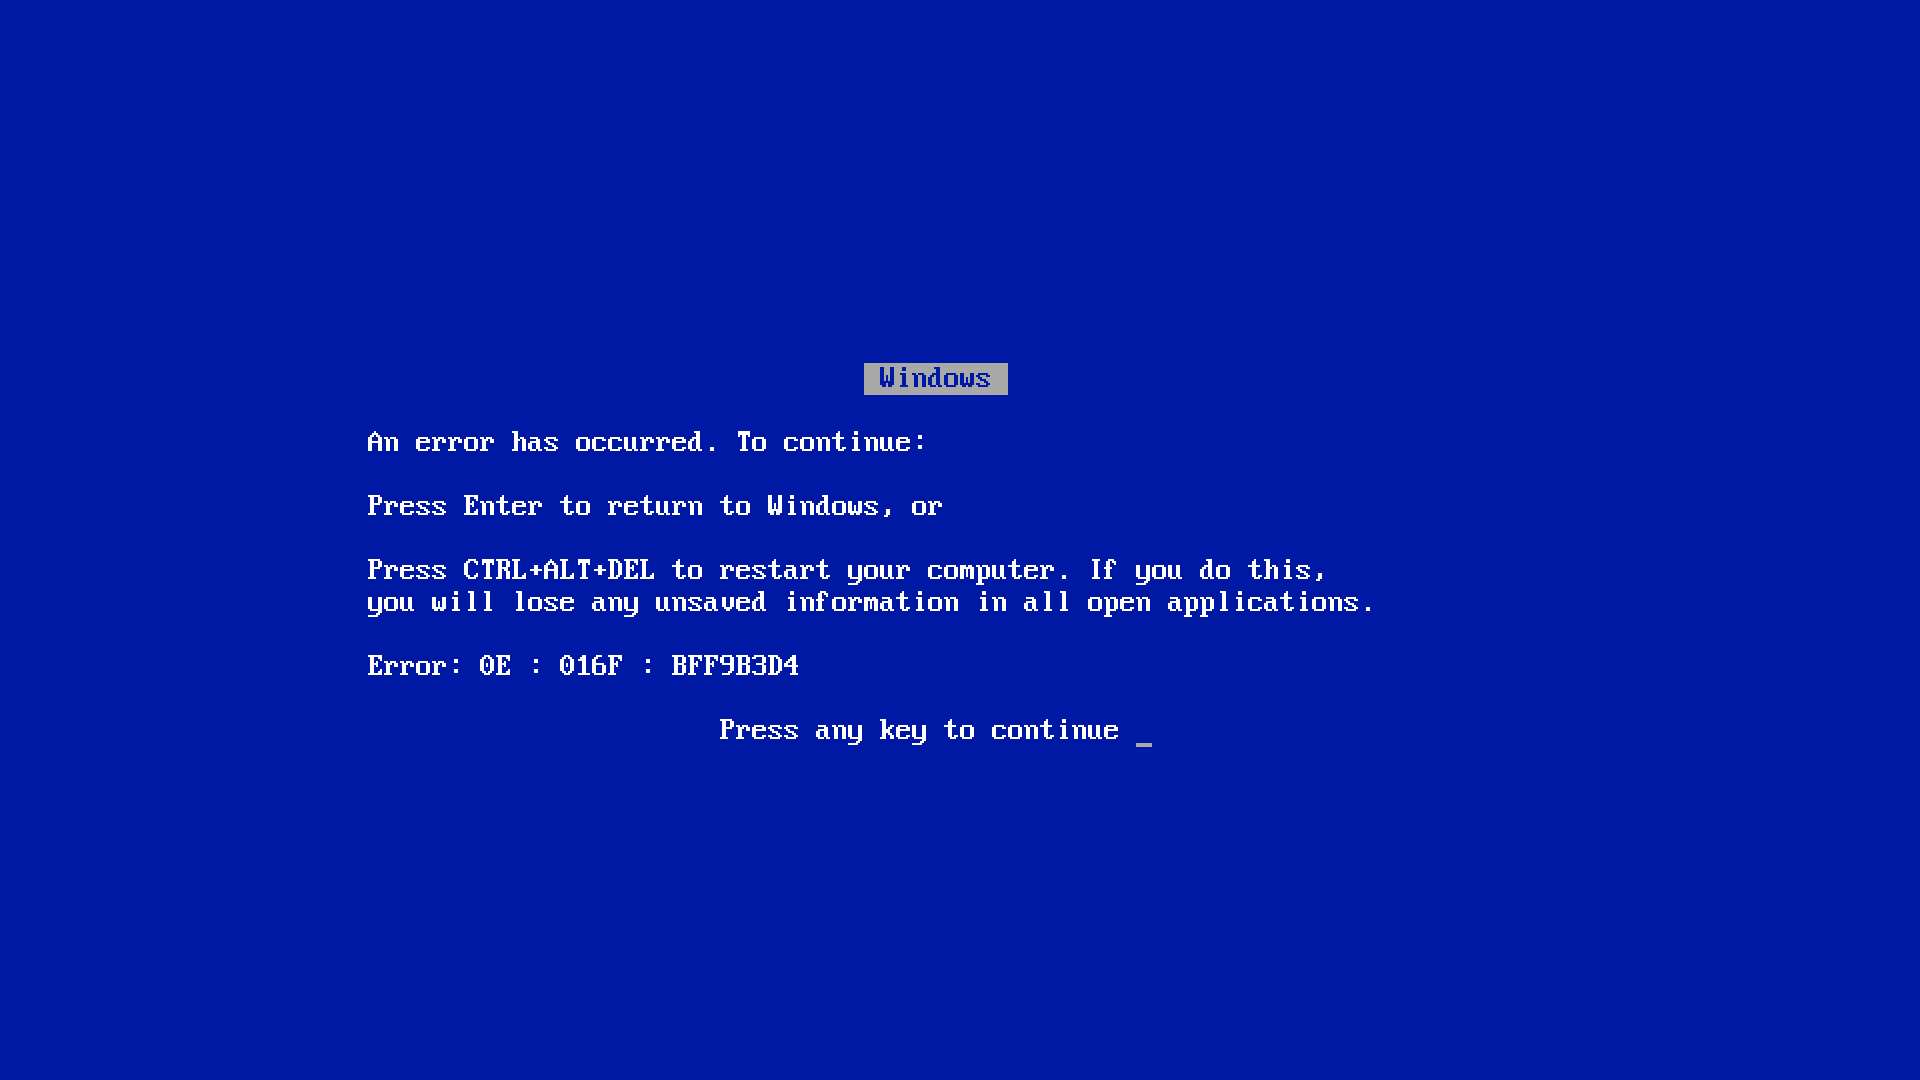 Windows
An error has occurred. To continue:
Press Enter to return to Windows, or
Press CTRL+ALT+DEL to restart your computer. If you do this,
you will lose any unsaved information in all open applications.
Error: 0E : 016F : BFF9B3D4
Press any key to continue _